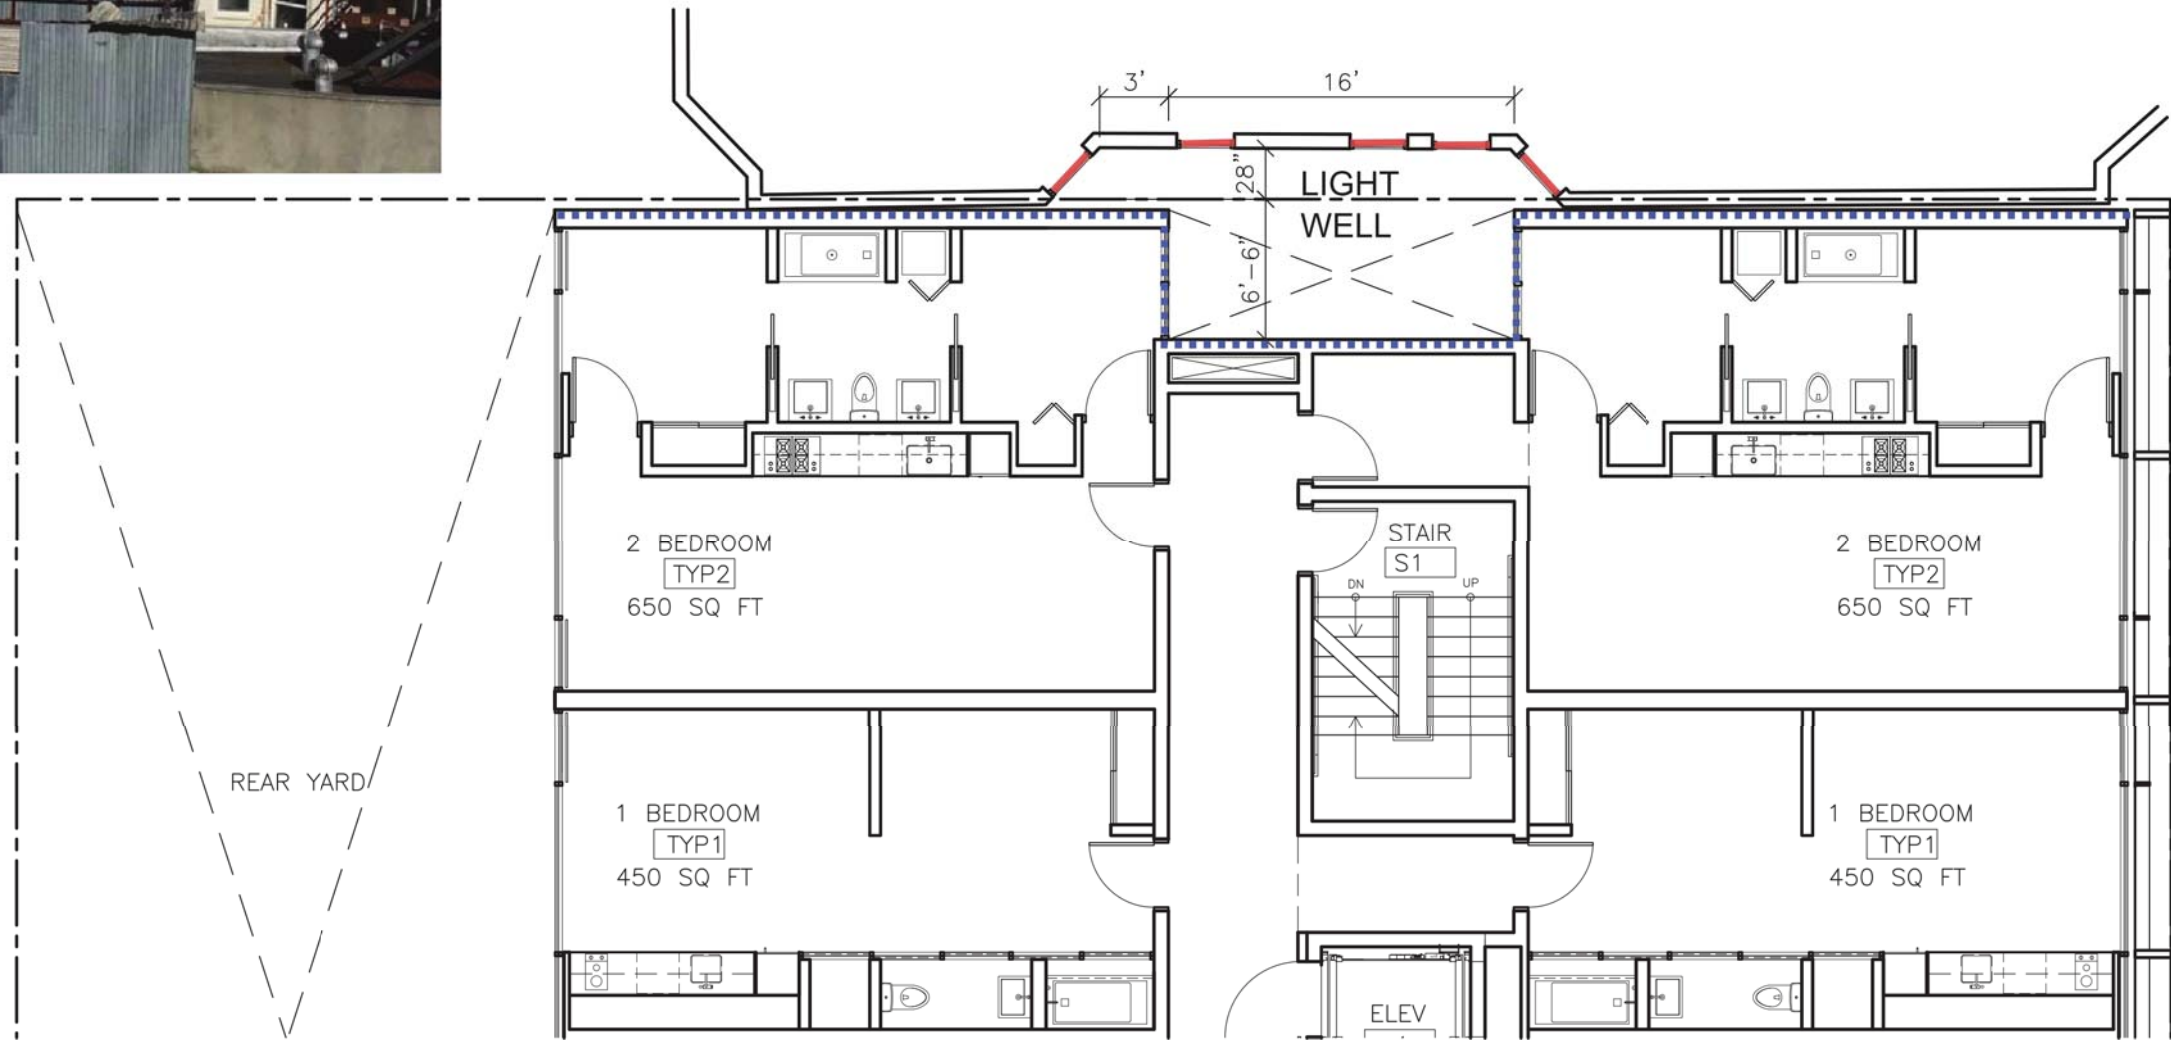 3' 16'
28"
LIGHT
WELL
6'-6"
2 BEDROOM
TYP2
650 SQ FT
STAIR
S1
DN UP
2 BEDROOM
TYP2
650 SQ FT
REAR YARD
1 BEDROOM
TYP1
450 SQ FT
1 BEDROOM
TYP1
450 SQ FT
ELEV